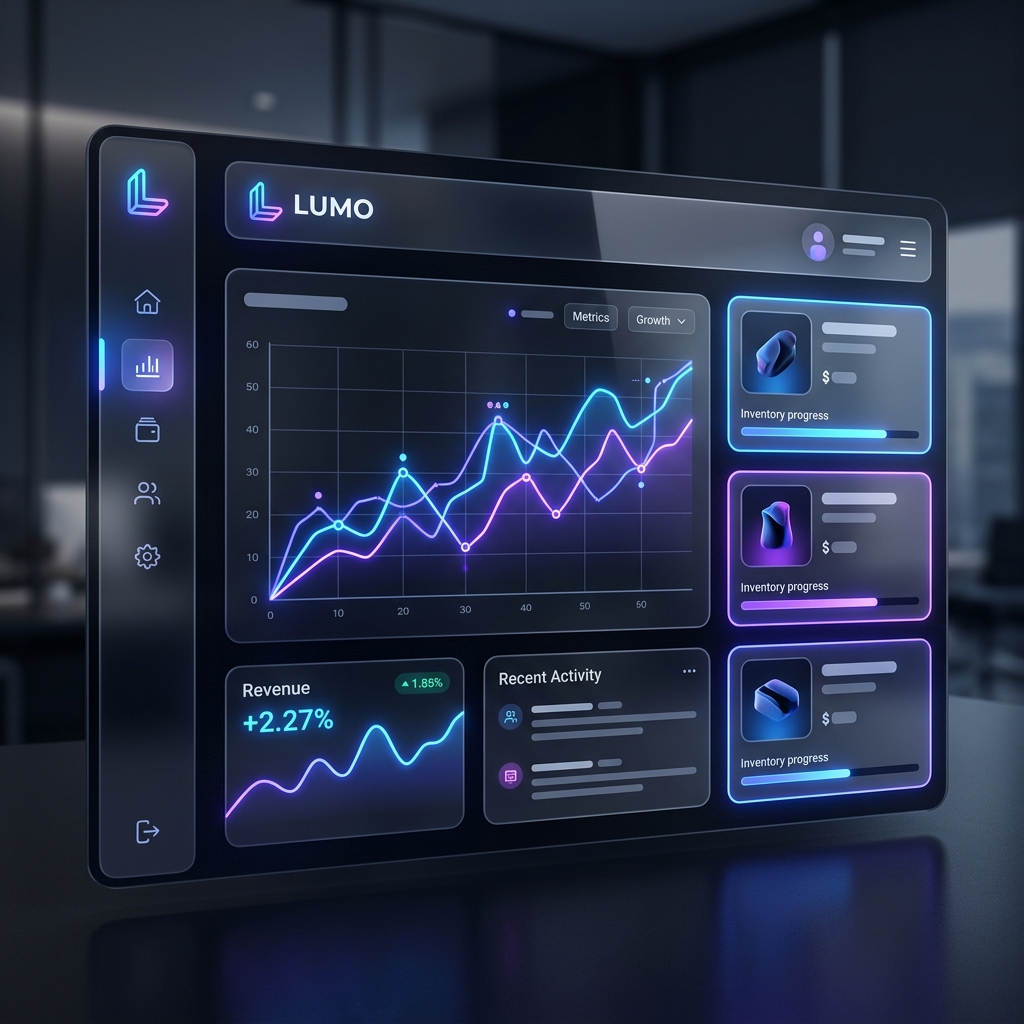 LUMO
Metrics
Growth
60
50
40
30
20
10
0
0
10
20
30
40
50
60
$
Inventory progress
$
Inventory progress
$
Inventory progress
Revenue
1.85%
+2.27%
Recent Activity